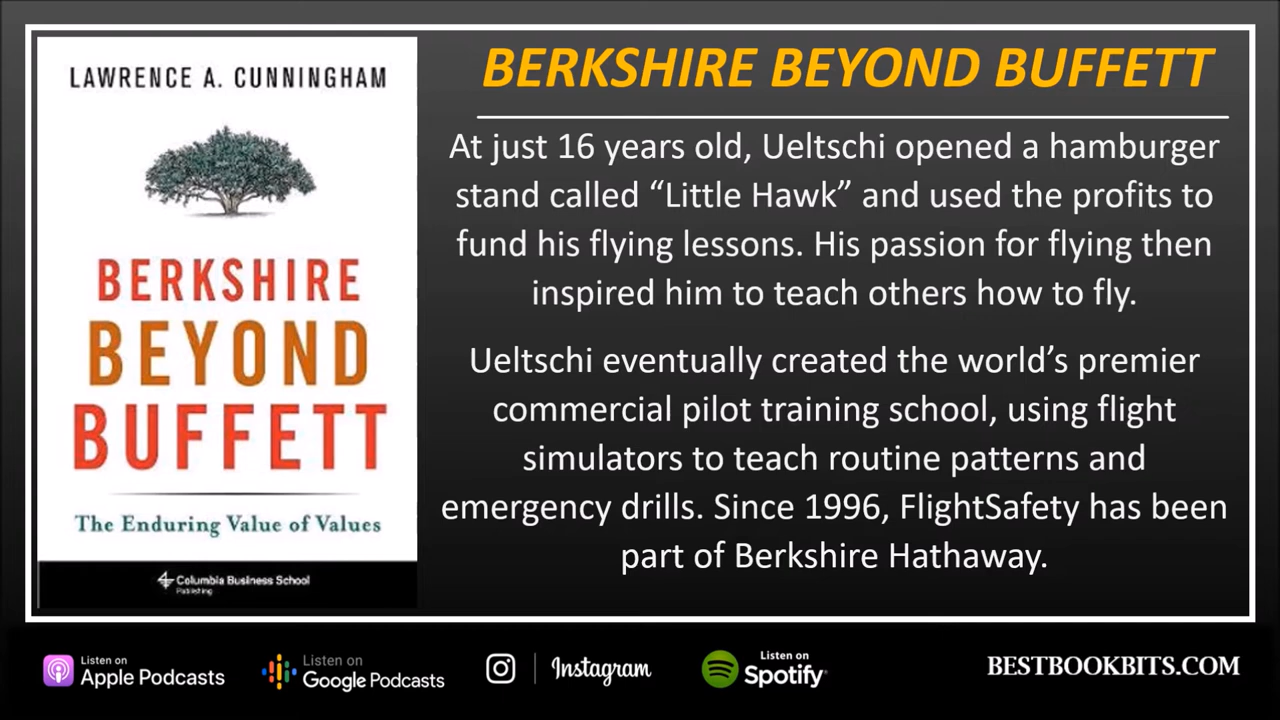 LAWRENCE A. CUNNINGHAM
BERKSHIRE
BEYOND
BUFFETT
The Enduring Value of Values
Columbia Business School
Publishing
BERKSHIRE BEYOND BUFFETT
At just 16 years old, Ueltschi opened a hamburger
stand called “Little Hawk” and used the profits to
fund his flying lessons. His passion for flying then
inspired him to teach others how to fly.
Ueltschi eventually created the world’s premier
commercial pilot training school, using flight
simulators to teach routine patterns and
emergency drills. Since 1996, FlightSafety has been
part of Berkshire Hathaway.
Listen on
Apple Podcasts
Listen on
Google Podcasts
Instagram
Listen on
Spotify
BESTBOOKBITS.COM